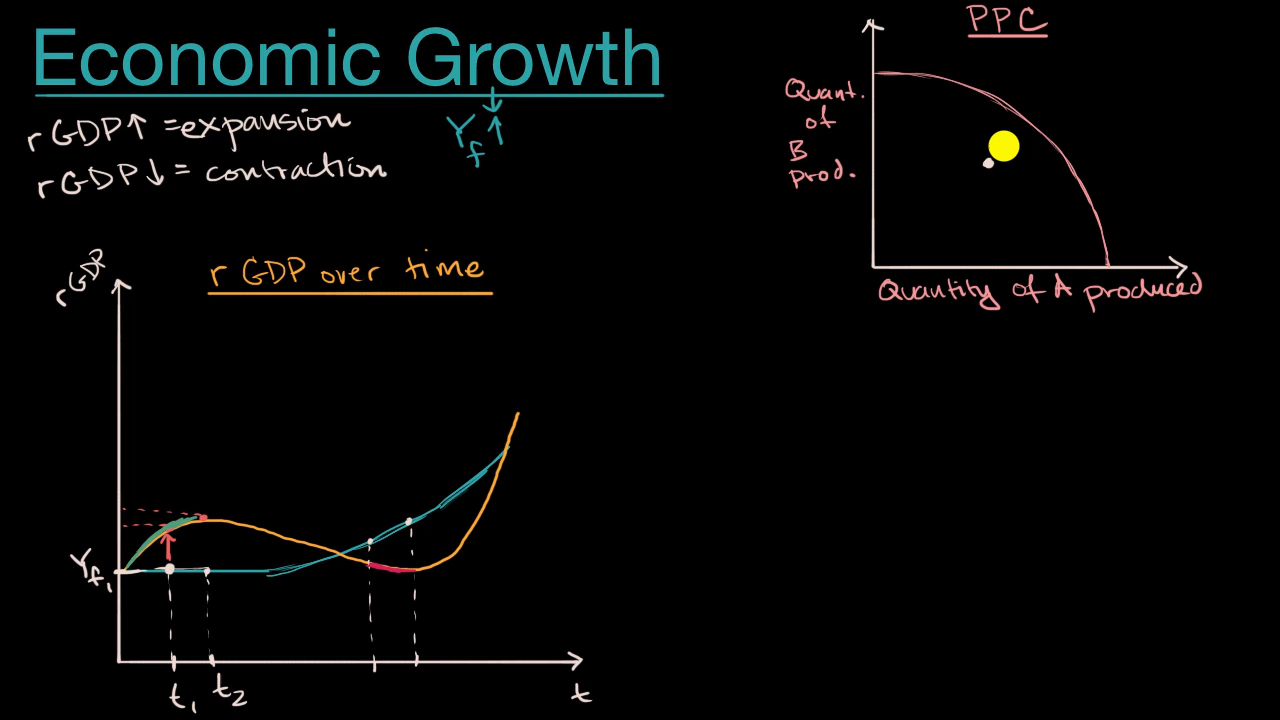 Economic Growth
rGDP↑ = expansion
rGDP↓ = contraction
Yf ↑
PPC
Quant.
of
B
prod.
Quantity of A produced
rGDP over time
rGDP
Yf1
t1
t2
t